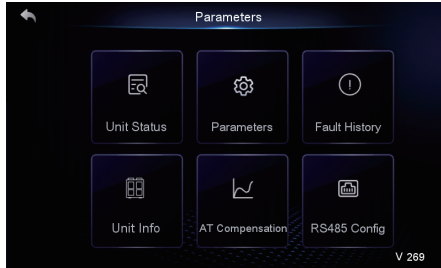 Parameters
Unit Status
Parameters
Fault History
Unit Info
AT Compensation
RS485 Config
V 269